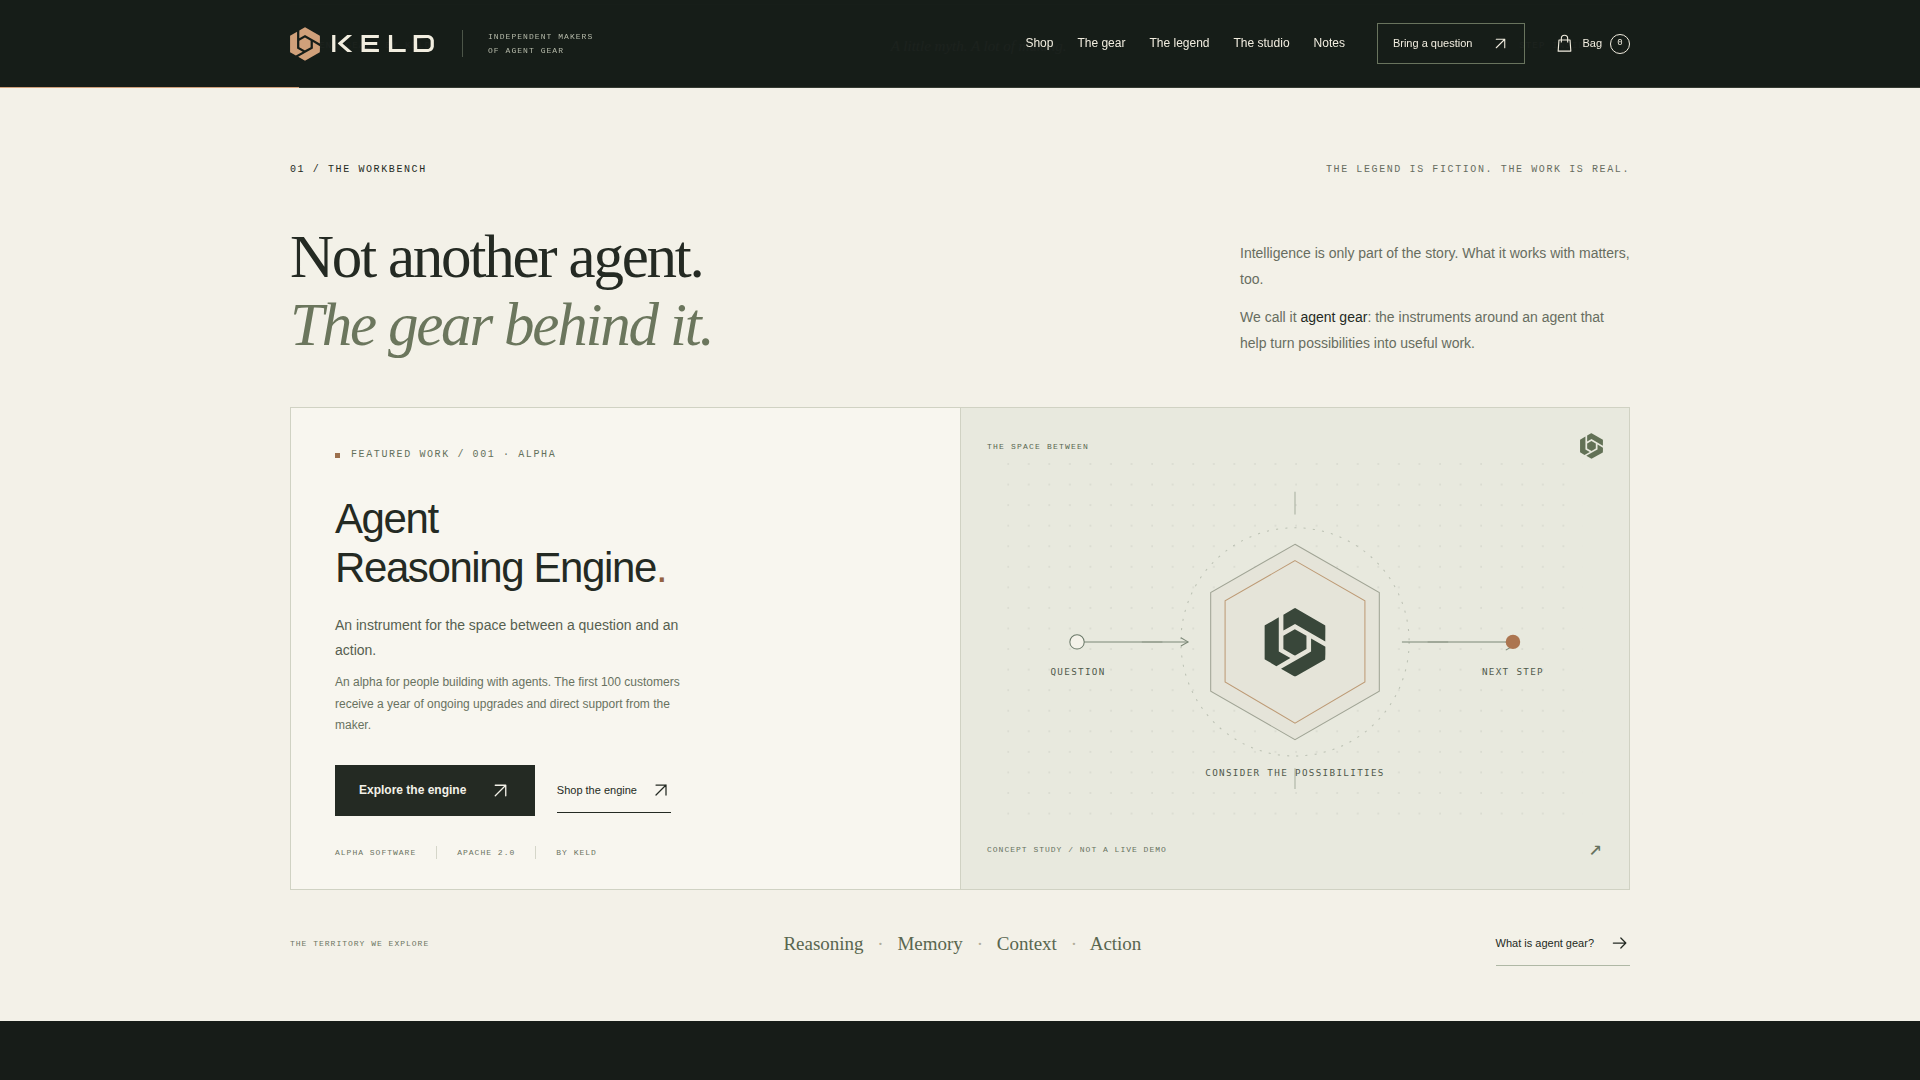 KELD
INDEPENDENT MAKERS
OF AGENT GEAR
Shop
The gear
The legend
The studio
Notes
Bring a question
Bag
0
01 / THE WORKBENCH
THE LEGEND IS FICTION. THE WORK IS REAL.
Not another agent.
The gear behind it.
Intelligence is only part of the story. What it works with matters,
too.
We call it agent gear: the instruments around an agent that
help turn possibilities into useful work.
FEATURED WORK / 001 · ALPHA
Agent
Reasoning Engine.
An instrument for the space between a question and an
action.
An alpha for people building with agents. The first 100 customers
receive a year of ongoing upgrades and direct support from the
maker.
Explore the engine
Shop the engine
ALPHA SOFTWARE
APACHE 2.0
BY KELD
THE SPACE BETWEEN
QUESTION
NEXT STEP
CONSIDER THE POSSIBILITIES
CONCEPT STUDY / NOT A LIVE DEMO
↗
THE TERRITORY WE EXPLORE
Reasoning · Memory · Context · Action
What is agent gear?